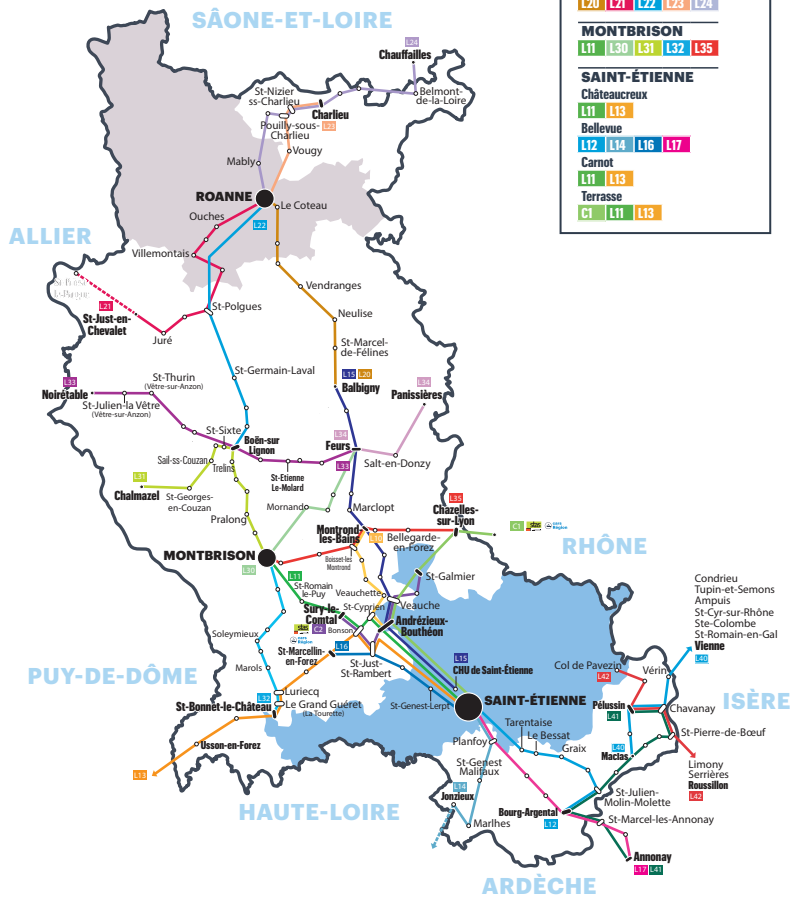 L20 L21 L22 L23 L24
MONTBRISON
L11 L30 L31 L32 L35
SAINT-ÉTIENNE
Châteaucreux
L11 L13
Bellevue
L12 L14 L16 L17
Carnot
L11 L13
Terrasse
C1 L11 L13
SÂONE-ET-LOIRE
L24
Chauffailles
St-Nizier
ss-Charlieu
Belmont-
de-la-Loire
Charlieu
L23
Pouilly-sous-
Charlieu
Vougy
Mably
ROANNE
Le Coteau
Ouches
L22
ALLIER
Villemontais
L21
St-Just-en-
Chevalet
Juré
St-Polgues
Vendranges
Neulise
St-Marcel-
de-Félines
L15 L20
Balbigny
L34
Panissières
St-Germain-Laval
L33
Noirétable
St-Thurin
(Vêtre-sur-Anzon)
St-Julien-la Vêtre
(Vêtre-sur-Anzon)
St-Sixte
Boën-sur
Lignon
L34
Feurs
L33
Salt-en-Donzy
Sail-ss-Couzan
Trelins
St-Etienne
Le-Molard
L31
Chalmazel
St-Georges-
en-Couzan
Pralong
Mornand
Marclopt
L35
Chazelles-
sur-Lyon
C1
Montrond-
les-Bains
L30
Bellegarde-
en-Forez
RHÔNE
MONTBRISON
L30
Boisset-les
Montrond
L11
St-Romain
le-Puy
Veauchette
St-Galmier
St-Cyprien
Veauche
Sury-le-
Comtal
C2
Bonson
Andrézieux-
Bouthéon
Soleymieux
L16
St-Marcellin-
en-Forez
St-Just-
St-Rambert
L15
CHU de Saint-Étienne
Marols
PUY-DE-DÔME
L32
Luriecq
St-Bonnet-le-Château
Le Grand Guéret
(La Tourette)
St-Genest-Lerpt
SAINT-ÉTIENNE
Usson-en-Forez
L13
Condrieu
Tupin-et-Semons
Ampuis
St-Cyr-sur-Rhône
Ste-Colombe
St-Romain-en-Gal
Vienne
L40
Col de Pavezin
L42
Vérin
ISÈRE
Pélussin
L41
Chavanay
St-Pierre-de-Bœuf
L40
Maclas
Limony
Serrières
Roussillon
L42
Tarentaise
Le Bessat
Graix
Planfoy
St-Genest
Malifaux
L14
Jonzieux
Marlhes
HAUTE-LOIRE
St-Julien-
Molin-Molette
Bourg-Argental
L12
St-Marcel-les-Annonay
Annonay
L17 L41
ARDÈCHE